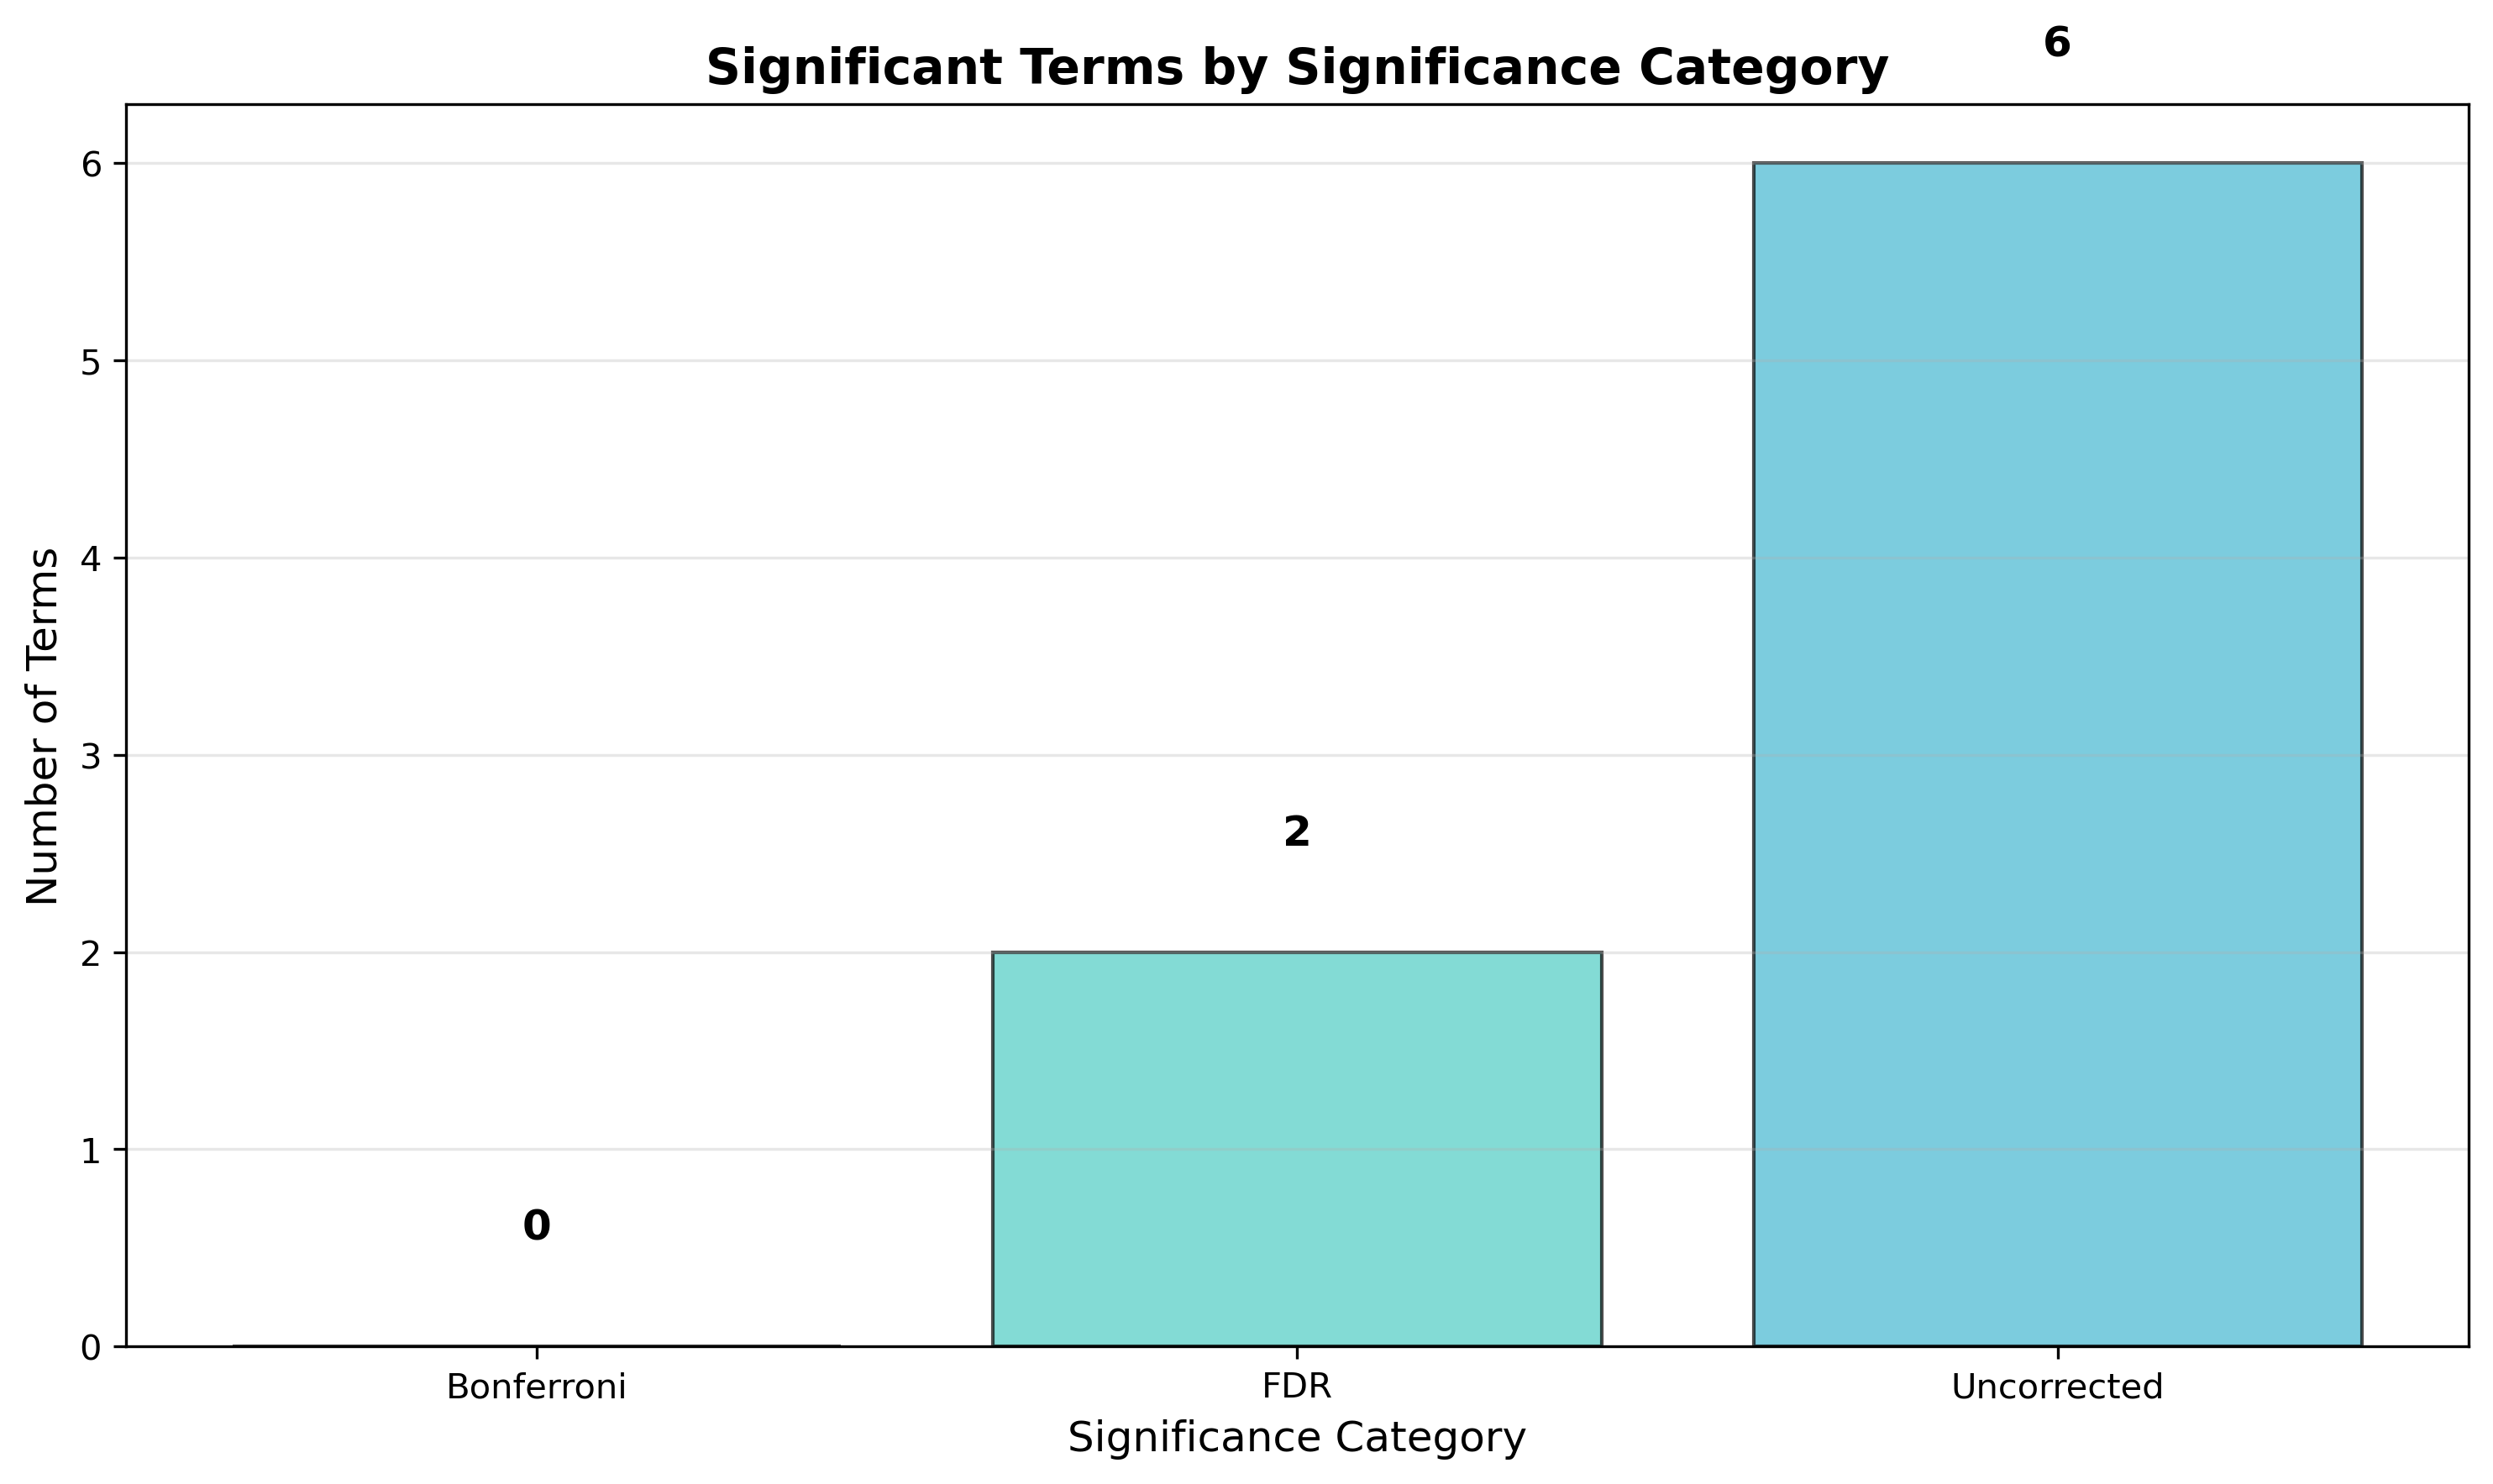 6
Significant Terms by Significance Category
6
5
4
3
2
1
0
Number of Terms
2
0
Bonferroni
FDR
Uncorrected
Significance Category